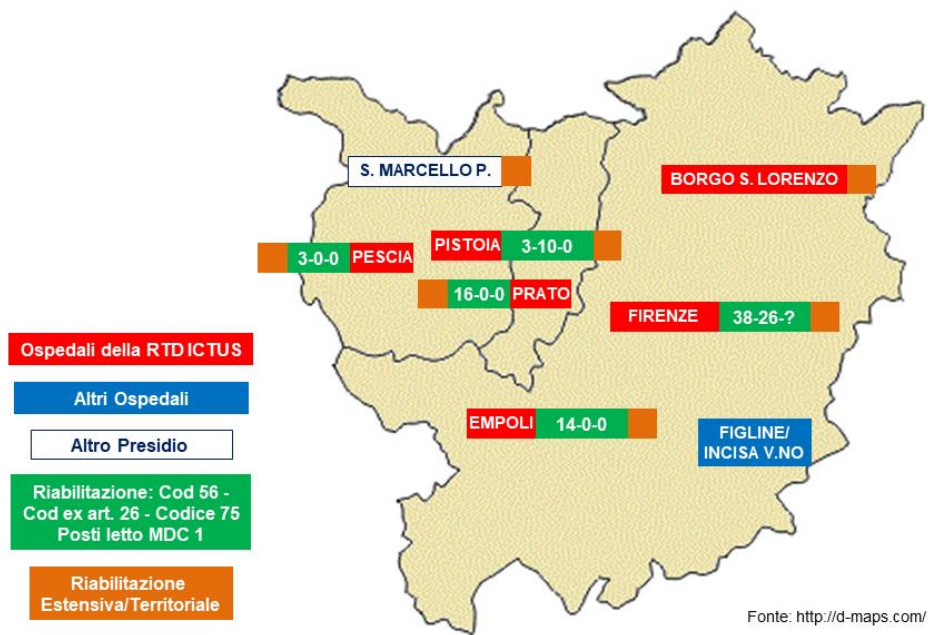 S. MARCELLO P.
BORGO S. LORENZO
PISTOIA 3-10-0
3-0-0 PESCIA
16-0-0 PRATO
FIRENZE 38-26-?
EMPOLI 14-0-0
FIGLINE/
INCISA V.NO
Ospedali della RTD ICTUS
Altri Ospedali
Altro Presidio
Riabilitazione: Cod 56 -
Cod ex art. 26 - Codice 75
Posti letto MDC 1
Riabilitazione
Estensiva/Territoriale
Fonte: http://d-maps.com/